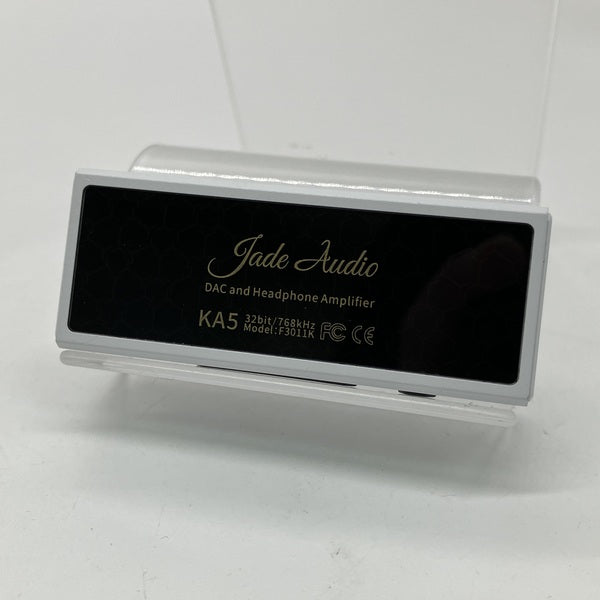 Jade Audio
DAC and Headphone Amplifier
KA5 32bit/768kHz
Model:F3011K FC CE